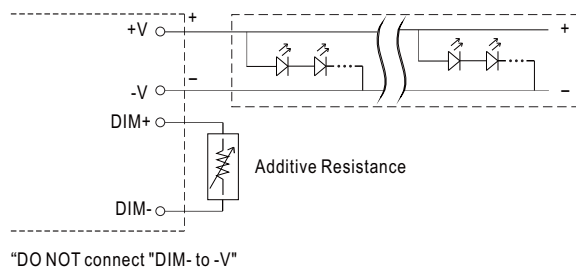 +V
+
+
-V
−
−
DIM+
Additive Resistance
DIM-
“DO NOT connect "DIM- to -V"